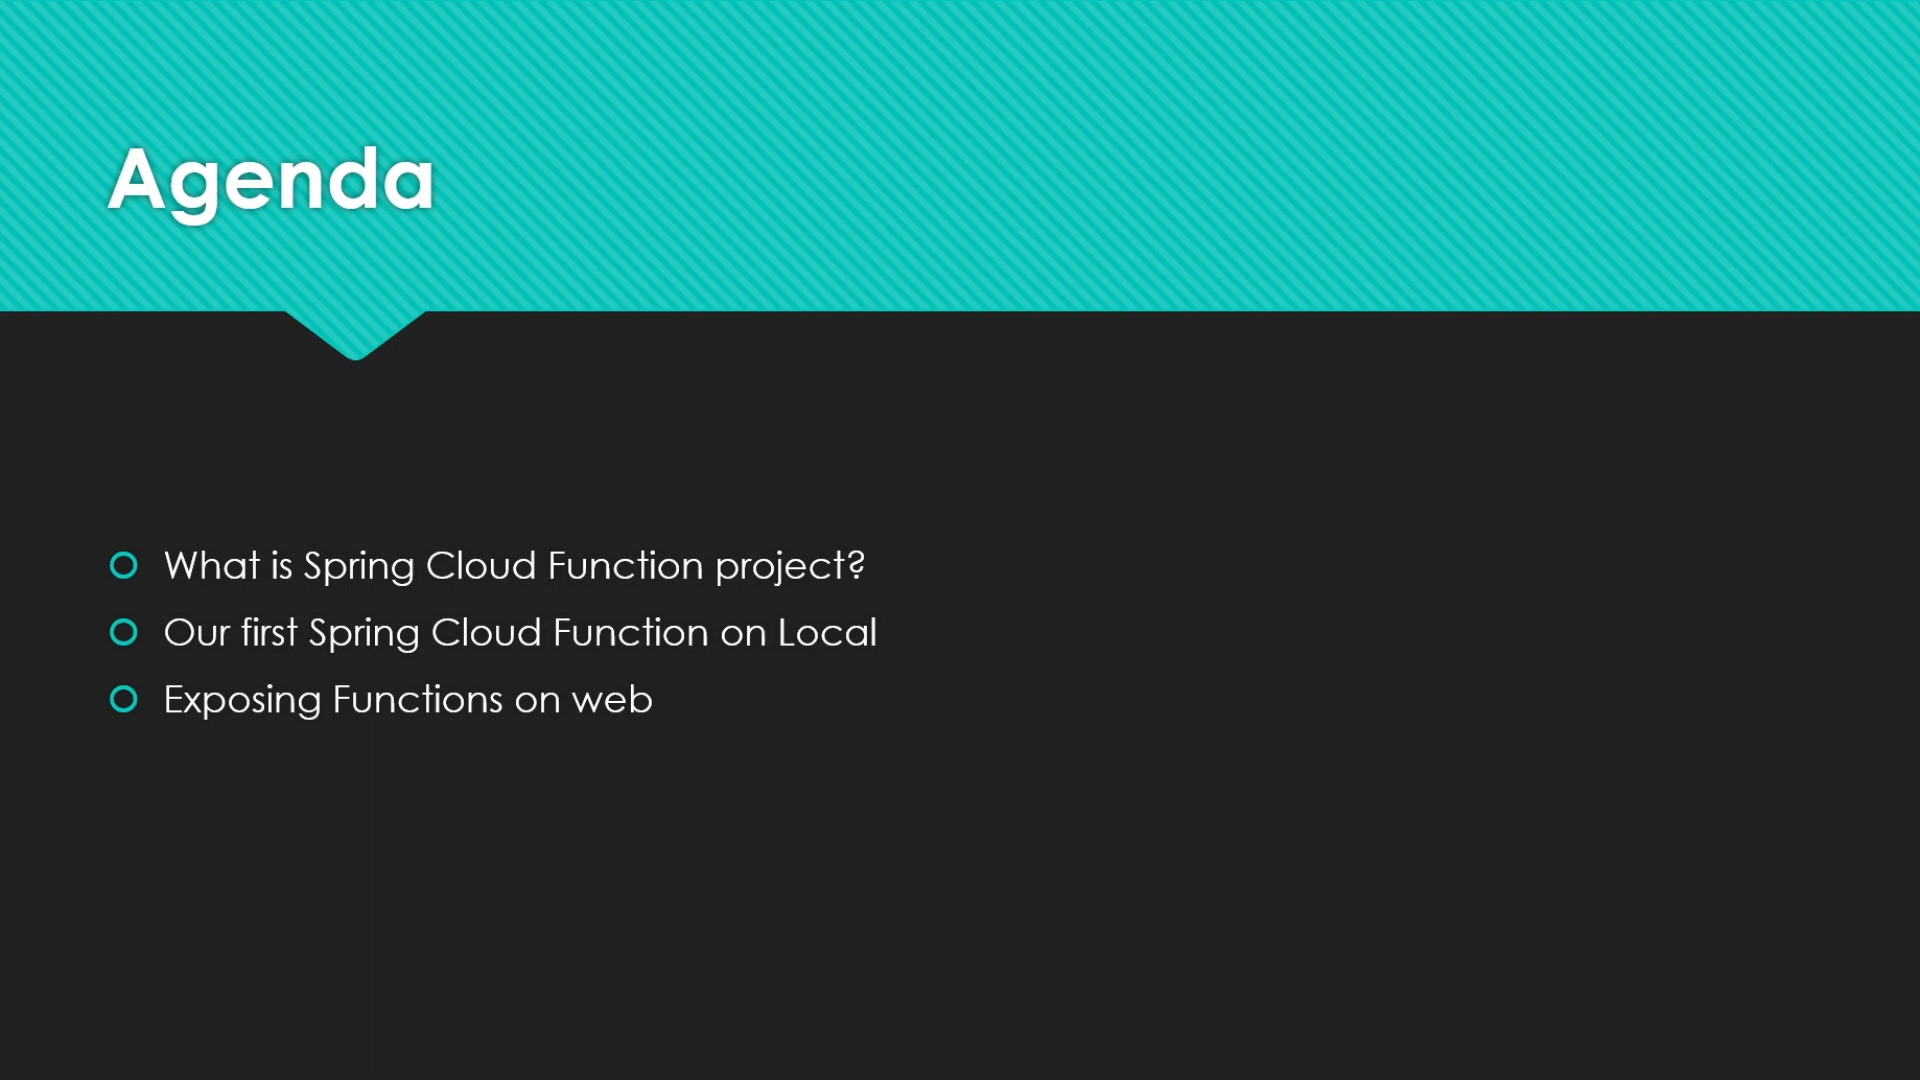 Agenda
What is Spring Cloud Function project?
Our first Spring Cloud Function on Local
Exposing Functions on web